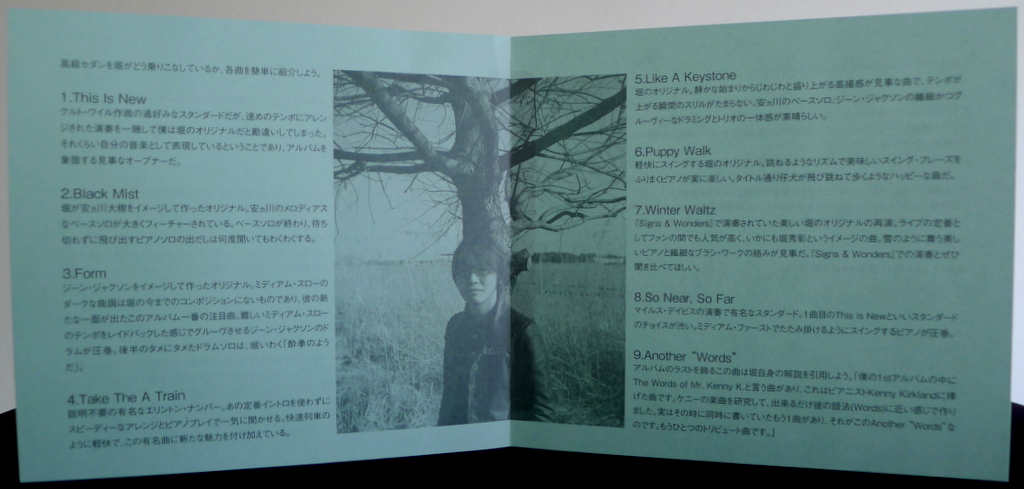 高級セダンを堀がどう乗りこなしているか、各曲を簡単に紹介しよう。
1.This Is New
クルト・ワイル作曲の通好みなスタンダードだが、速めのテンポにアレン
ジされた演奏を一聴して僕は堀のオリジナルだと勘違いしてしまった。
それくらい自分の音楽として表現しているということであり、アルバムを
象徴する見事なオープナーだ。
2.Black Mist
堀が安ヵ川大樹をイメージして作ったオリジナル。安ヵ川のメロディアス
なベースソロが大きくフィーチャーされている。ベースソロが終わり、待ち
切れずに飛び出すピアノソロの出だしは何度聞いてもわくわくする。
3.Form
ジーン・ジャクソンをイメージして作ったオリジナル。ミディアム・スローの
ダークな曲調は堀の今までのコンポジションにないものであり、彼の新
たな一面が出たこのアルバム一番の注目曲。難しいミディアム・スロー
のテンポをレイドバックした感じでグルーヴさせるジーン・ジャクソンのド
ラムが圧巻。後半のタメにタメたドラムソロは、堀いわく「酔拳のよう
だ」。
4.Take The A Train
説明不要の有名なエリントン・ナンバー。あの定番イントロを使わずに
スピーディーなアレンジとピアノプレイで一気に聞かせる。快速列車の
ように軽快で、この有名曲に新たな魅力を付け加えている。
5.Like A Keystone
堀のオリジナル。静かな始まりからじわじわと盛り上がる高揚感が見事な曲で、テンポが
上がる瞬間のスリルがたまらない。安ヵ川のベースソロ、ジーン・ジャクソンの繊細かつグ
ルーヴィーなドラミングとトリオの一体感が素晴らしい。
6.Puppy Walk
軽快にスイングする堀のオリジナル。跳ねるようなリズムで美味しいスイング・フレーズを
ふりまくピアノが実に楽しい。タイトル通り仔犬が飛び跳ねて歩くようなハッピーな曲だ。
7.Winter Waltz
『Signs & Wonders』で演奏されていた美しい堀のオリジナルの再演。ライブの定番と
してファンの間でも人気が高く、いかにも堀秀彰というイメージの曲。雪のように舞う美し
いピアノと繊細なブラシ・ワークの絡みが見事だ。『Signs & Wonders』での演奏とぜひ
聞き比べてほしい。
8.So Near, So Far
マイルス・デイビスの演奏で有名なスタンダード。1曲目のThis is Newといいスタンダード
のチョイスが渋い。ミディアム・ファーストでたたみ掛けるようにスイングするピアノが圧巻。
9.Another “Words”
アルバムのラストを飾るこの曲は堀自身の解説を引用しよう。「僕の1stアルバムの中に
The Words of Mr. Kenny K.と言う曲があり、これはピアニストKenny Kirklandに捧
げた曲です。ケニーの楽曲を研究して、出来るだけ彼の語法(Words)に近い感じで作り
ました。実はその時に同時に書いていたもう1曲があり、それがこのAnother “Words”な
のです。もうひとつのトリビュート曲です。」